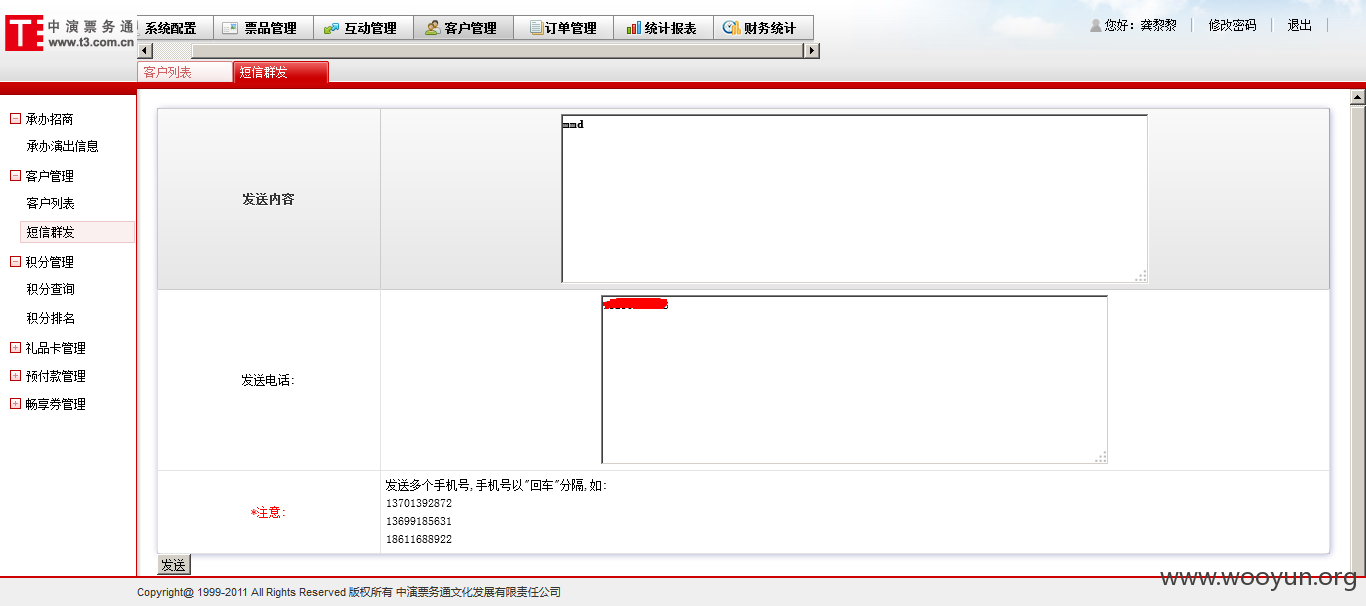 中演票务通
www.t3.com.cn
系统配置 票品管理 互动管理 客户管理 订单管理 统计报表 财务统计
您好: 龚黎黎 修改密码 退出
客户列表 短信群发
承办招商
承办演出信息
客户管理
客户列表
短信群发
积分管理
积分查询
积分排名
礼品卡管理
预付款管理
畅享券管理
发送内容
mmd
发送电话:
*注意:
发送多个手机号,手机号以"回车"分隔,如:
13701392872
13699185631
18611688922
发送
www.wooyun.org
Copyright@ 1999-2011 All Rights Reserved 版权所有 中演票务通文化发展有限责任公司